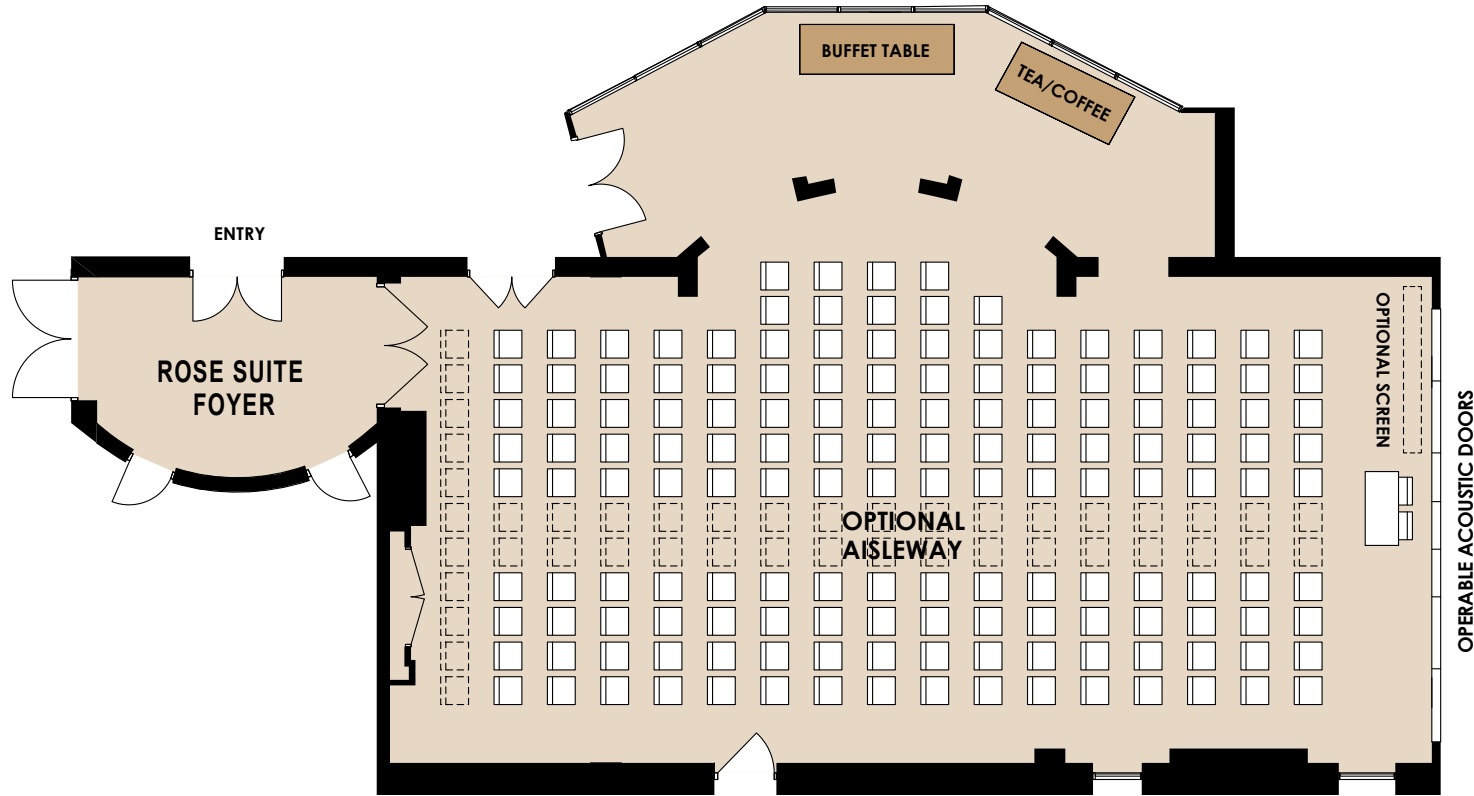 BUFFET TABLE
TEA/COFFEE
ENTRY
ROSE SUITE
FOYER
OPTIONAL SCREEN
OPTIONAL
AISLEWAY
OPERABLE ACOUSTIC DOORS